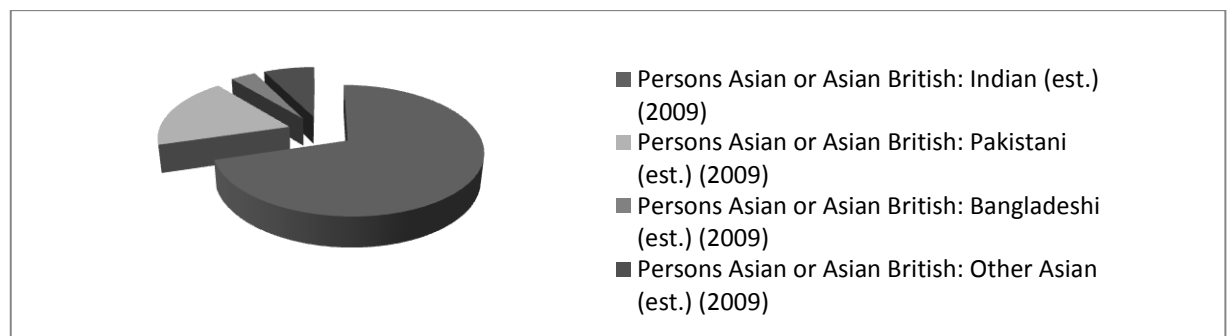 Persons Asian or Asian British: Indian (est.)
(2009)
Persons Asian or Asian British: Pakistani
(est.) (2009)
Persons Asian or Asian British: Bangladeshi
(est.) (2009)
Persons Asian or Asian British: Other Asian
(est.) (2009)